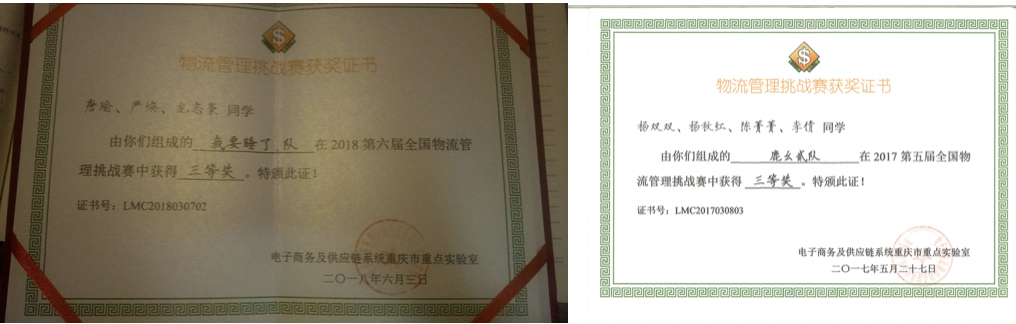 物流管理挑战赛获奖证书
唐瑜、严焕、龙志豪 同学
由你们组成的 我要睡了 队 在 2018 第六届全国物流管
理挑战赛中获得 三等奖 。特颁此证！
证书号：LMC2018030702
电子商务及供应链系统重庆市重点实验室
二〇一八年六月三日
物流管理挑战赛获奖证书
杨双双、杨秋红、陈菁菁、李倩 同学
由你们组成的 鹿幺贰队 在 2017 第五届全国物
流管理挑战赛中获得 三等奖 。特颁此证！
证书号：LMC2017030803
电子商务及供应链系统重庆市重点实验室
二〇一七年五月二十七日